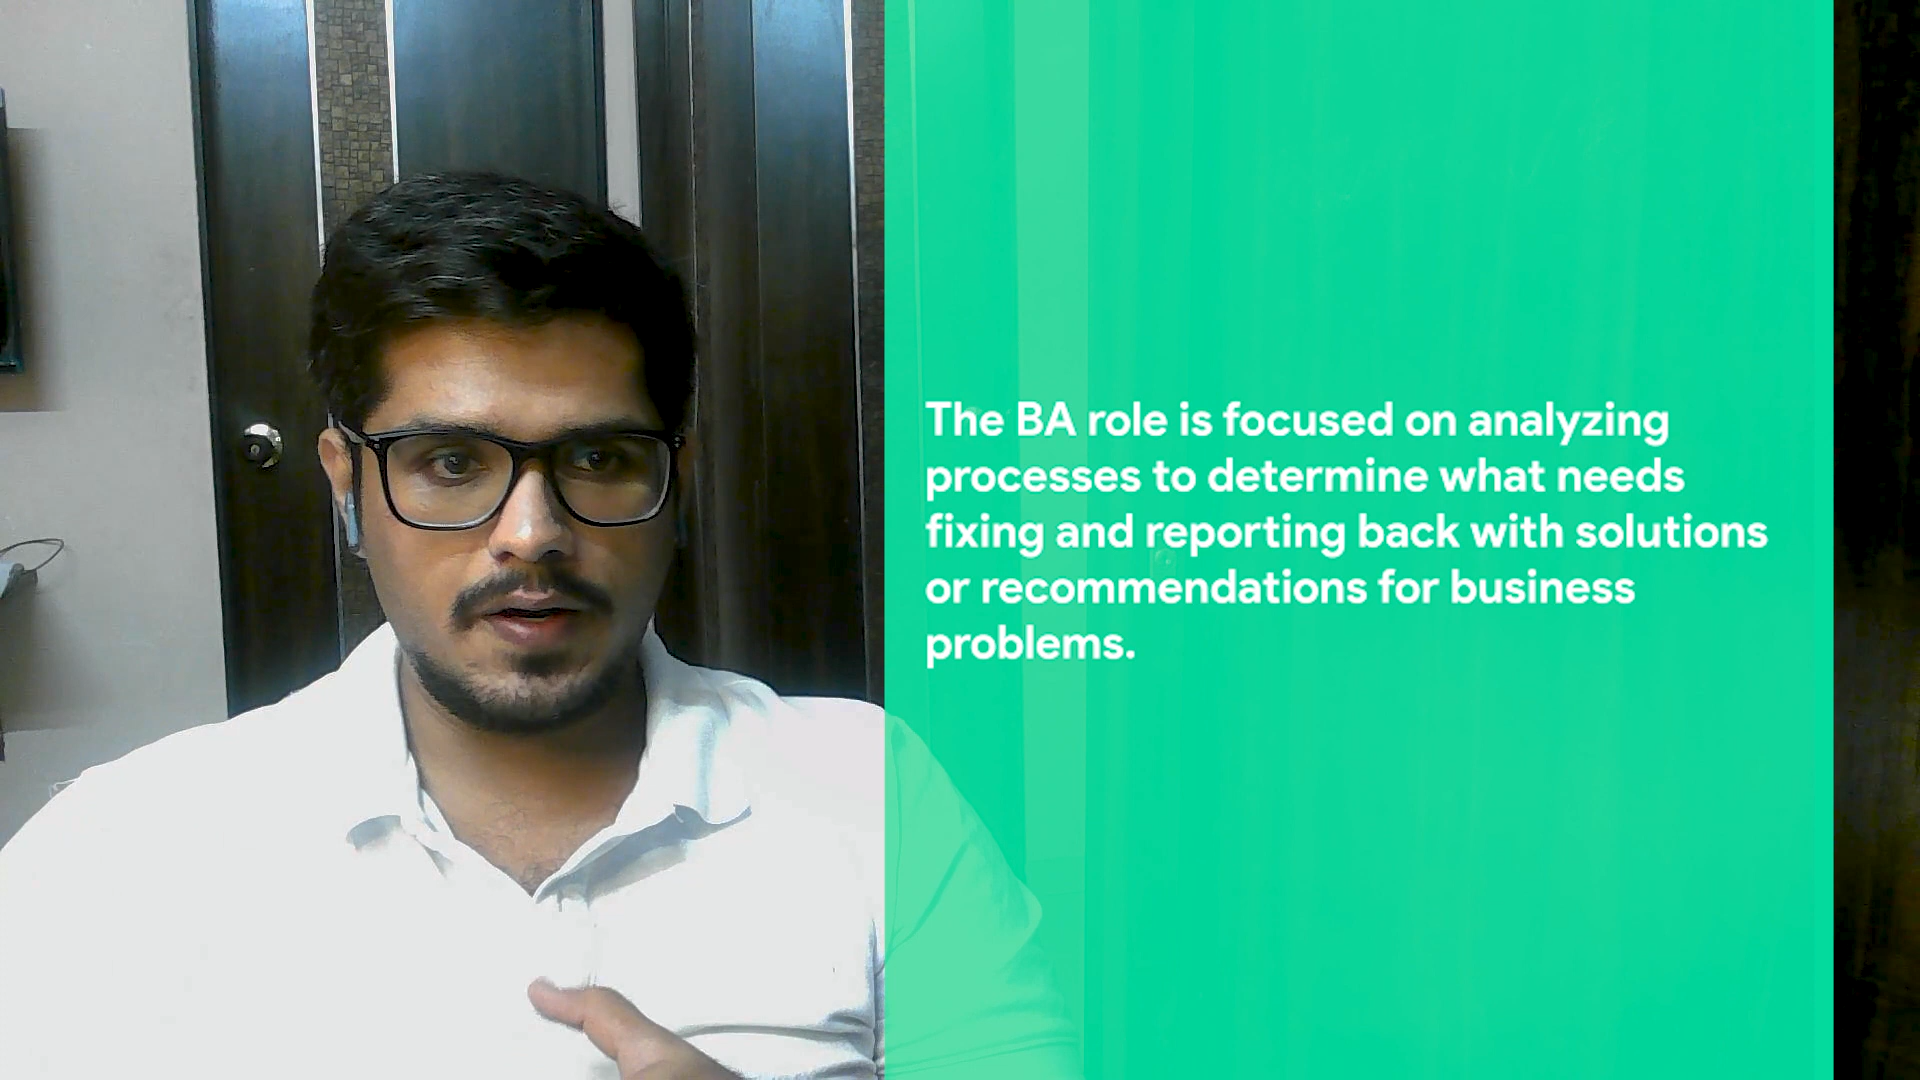 The BA role is focused on analyzing
processes to determine what needs
fixing and reporting back with solutions
or recommendations for business
problems.